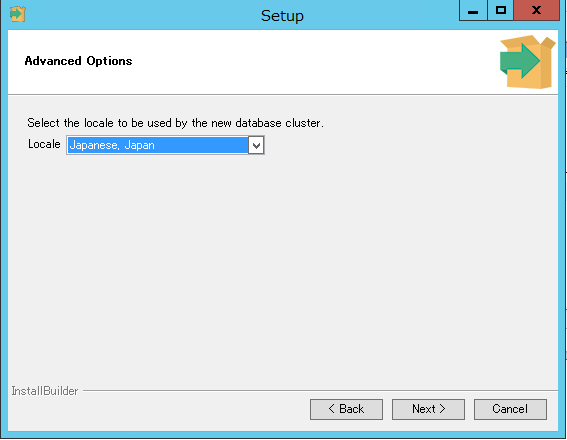 Setup
Advanced Options
Select the locale to be used by the new database cluster.
Locale Japanese, Japan
InstallBuilder
< Back Next > Cancel